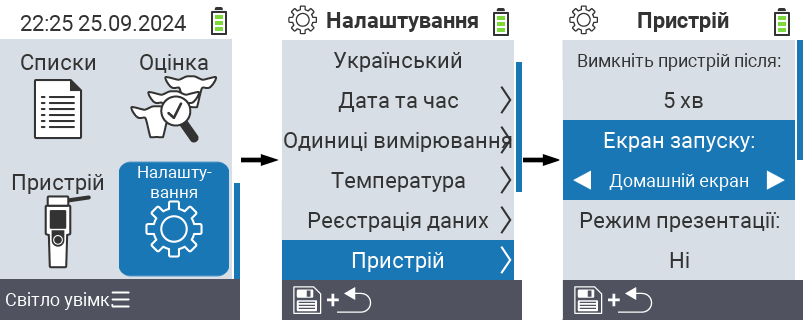 22:25 25.09.2024
Списки
Оцінка
Пристрій
Налашту-
вання
Світло увімк.
Налаштування
Український
Дата та час
Одиниці вимірювання
Температура
Реєстрація даних
Пристрій
Пристрій
Вимкніть пристрій після:
5 хв
Екран запуску:
Домашній екран
Режим презентації:
Ні